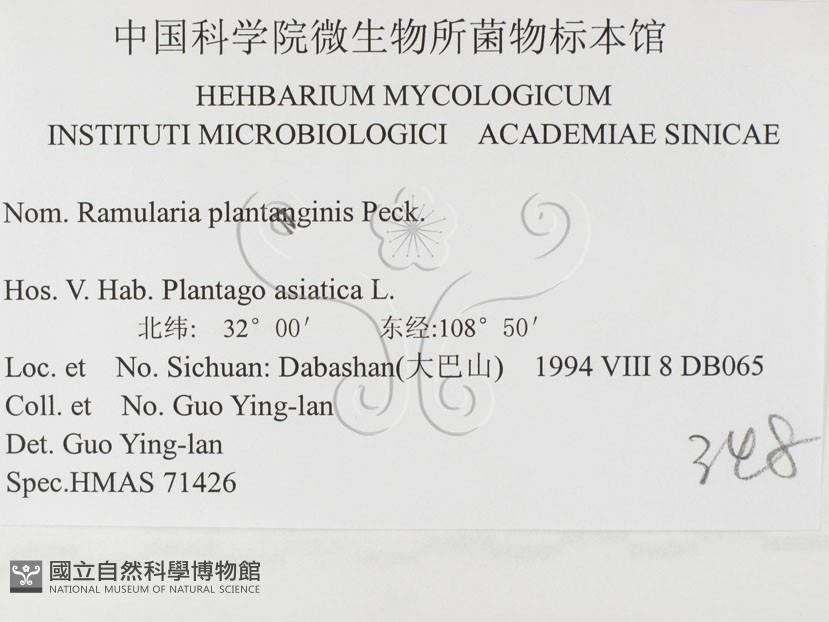 中国科学院微生物所菌物标本馆
HEHBARIUM MYCOLOGICUM
INSTITUTI MICROBIOLOGICI ACADEMIAE SINICAE
Nom. Ramularia plantanginis Peck.
Hos. V. Hab. Plantago asiatica L.
北纬: 32° 00′ 东经:108° 50′
Loc. et No. Sichuan: Dabashan(大巴山) 1994 VIII 8 DB065
Coll. et No. Guo Ying-lan
Det. Guo Ying-lan
Spec.HMAS 71426
348
國立自然科學博物館
NATIONAL MUSEUM OF NATURAL SCIENCE